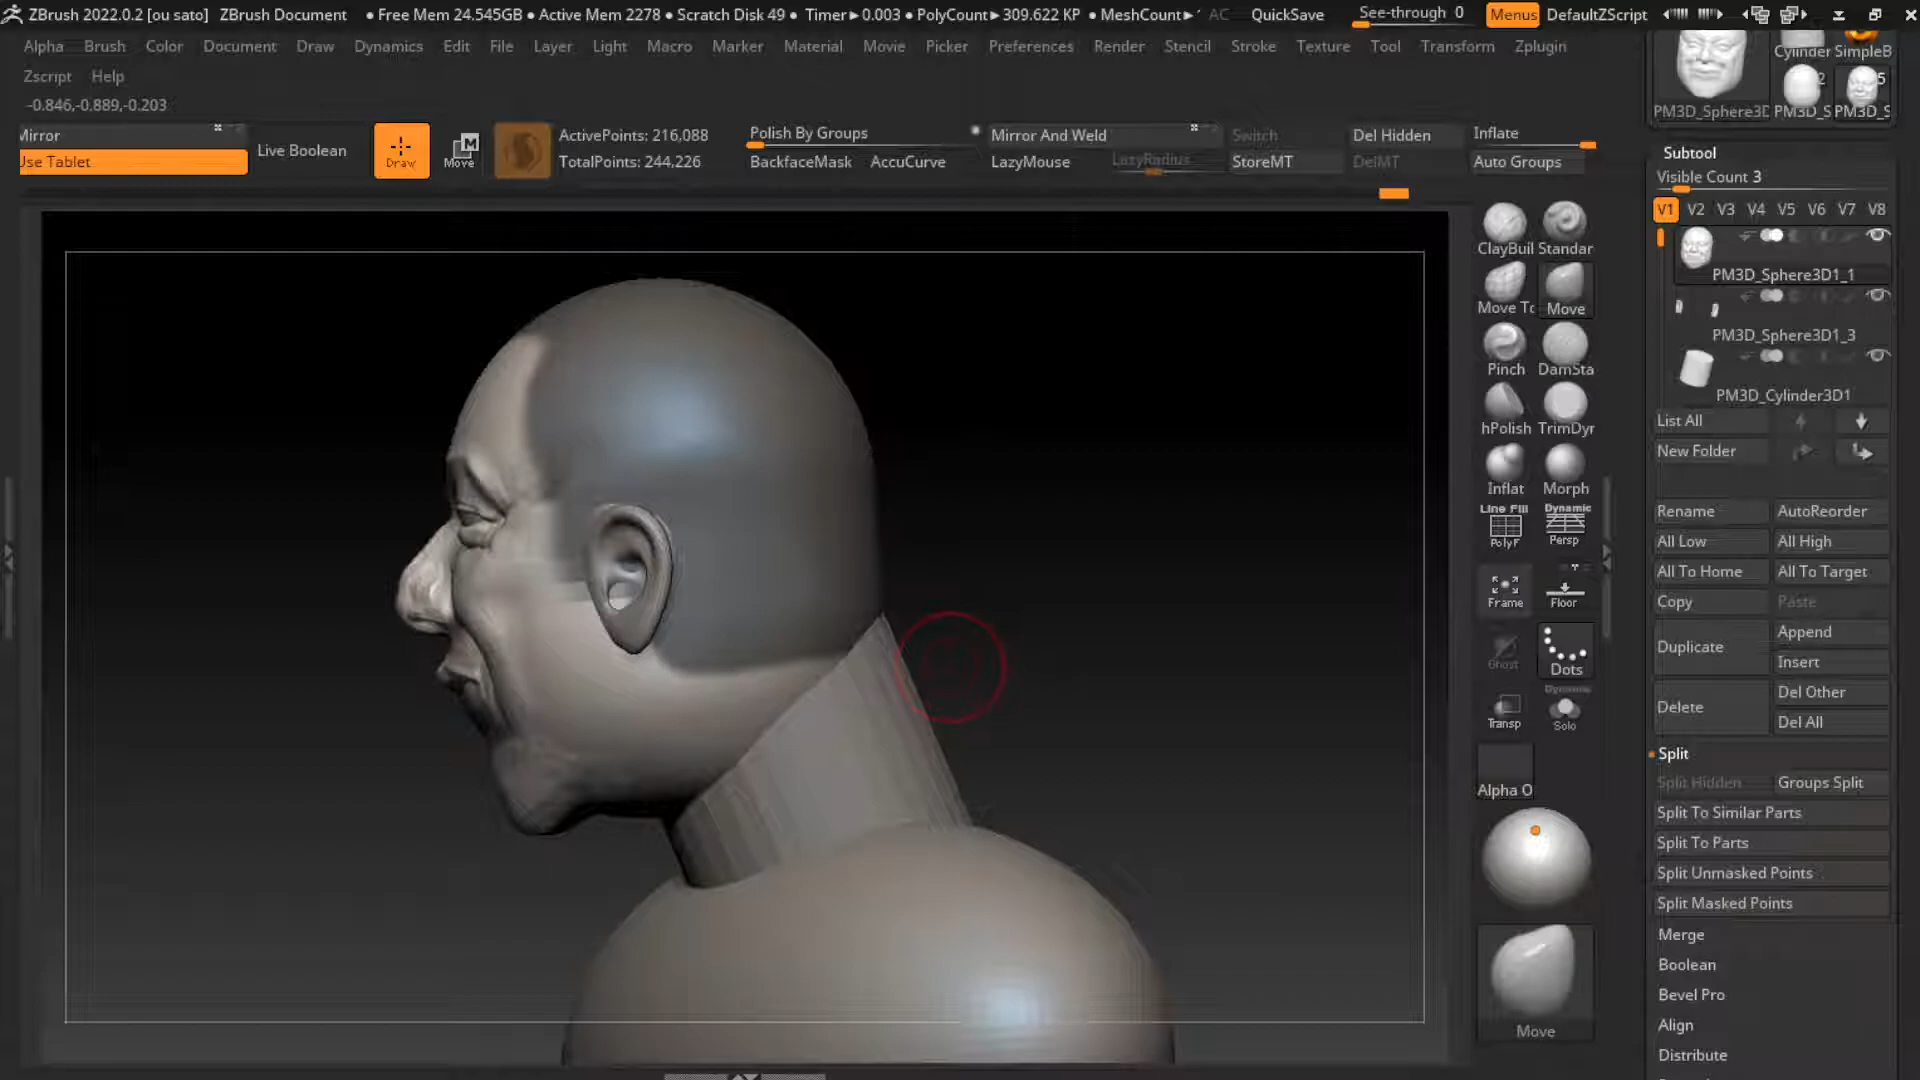 ZBrush 2022.0.2 [ou sato] ZBrush Document • Free Mem 24.545GB • Active Mem 2278 • Scratch Disk 49 • Timer▶0.003 • PolyCount▶309.622 KP • MeshCount▶ AC QuickSave See-through 0 Menus DefaultZScript
Alpha Brush Color Document Draw Dynamics Edit File Layer Light Macro Marker Material Movie Picker Preferences Render Stencil Stroke Texture Tool Transform Zplugin
Zscript Help
-0.846,-0.889,-0.203
Cylinder SimpleB
2 5
PM3D_Sphere3D PM3D_S PM3D_S
Mirror
Use Tablet
Live Boolean
Draw
Move
M
ActivePoints: 216,088
TotalPoints: 244,226
Polish By Groups
BackfaceMask AccuCurve
Mirror And Weld
LazyMouse LazyRadius
Switch
StoreMT
Del Hidden
DelMT
Inflate
Auto Groups
ClayBuil Standar
Move To Move
Pinch DamSta
hPolish TrimDyr
Inflat Morph
Line Fill Dynamic
PolyF Persp
Frame Floor
Ghost Dots
Dynamic
Transp Solo
Alpha O
Move
Subtool
Visible Count 3
V1 V2 V3 V4 V5 V6 V7 V8
PM3D_Sphere3D1_1
PM3D_Sphere3D1_3
PM3D_Cylinder3D1
List All
New Folder
Rename AutoReorder
All Low All High
All To Home All To Target
Copy Paste
Duplicate Append
Insert
Delete Del Other
Del All
Split
Split Hidden Groups Split
Split To Similar Parts
Split To Parts
Split Unmasked Points
Split Masked Points
Merge
Boolean
Bevel Pro
Align
Distribute